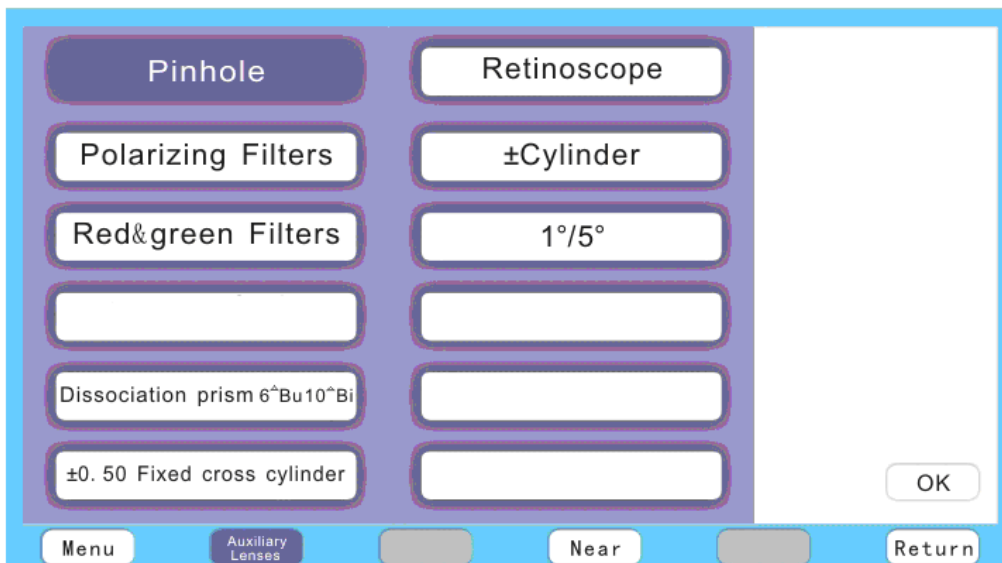 Pinhole
Retinoscope
Polarizing Filters
±Cylinder
Red&green Filters
1°/5°
Dissociation prism 6^Bu10^Bi
±0.50 Fixed cross cylinder
OK
Menu
Auxiliary
Lenses
Near
Return